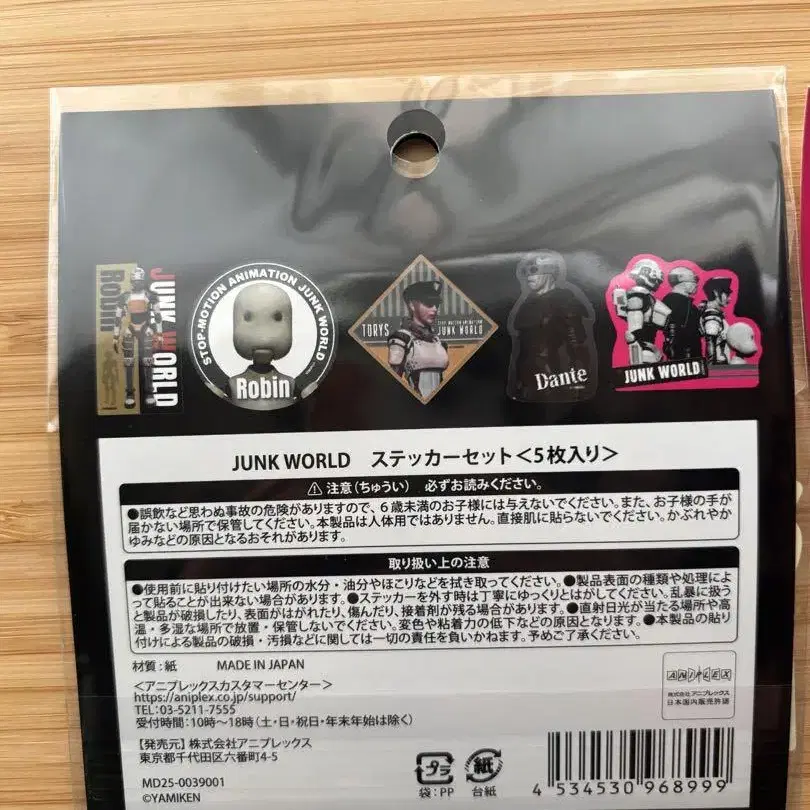 JUNK WORLD
ROBIN
STOP-MOTION ANIMATION JUNK WORLD
Robin
TORYS
STOP-MOTION ANIMATION
JUNK WORLD
Dante
JUNK WORLD
JUNK WORLD ステッカーセット<5枚入り>
⚠注意(ちゅうい) 必ずお読みください。
●誤飲など思わぬ事故の危険がありますので、6歳未満のお子様には与えないでください。また、お子様の手が
届かない場所で保管してください。本製品は人体用ではありません。直接肌に貼らないでください。かぶれやか
ゆみなどの原因となるおそれがあります。
取り扱い上の注意
●使用前に貼り付けたい場所の水分・油分やほこりなどを拭き取ってください。●製品表面の種類や処理によ
って貼ることが出来ない場合があります。●ステッカーを外す時は丁寧にゆっくりとはがしてください。乱暴に扱う
と製品が破損したり、表面がはがれたり、傷んだり、接着剤が残る場合があります。●直射日光が当たる場所や高
温・多湿な場所で放置・保管しないでください。変色や粘着力の低下などの原因となります。●本製品の貼り
付けによる製品の破損・汚損などに関しては一切の責任を負いかねます。予めご了承ください。
材質:紙 MADE IN JAPAN
<アニプレックスカスタマーセンター>
https://aniplex.co.jp/support/
TEL:03-5211-7555
受付時間:10時〜18時(土・日・祝日・年末年始は除く)
【発売元】株式会社アニプレックス
東京都千代田区六番町4-5
MD25-0039001
©YAMIKEN
ANIPLEX
株式会社アニプレックス
日本国内販売許諾
プラ
袋:PP
紙
台紙
4 534530 968999